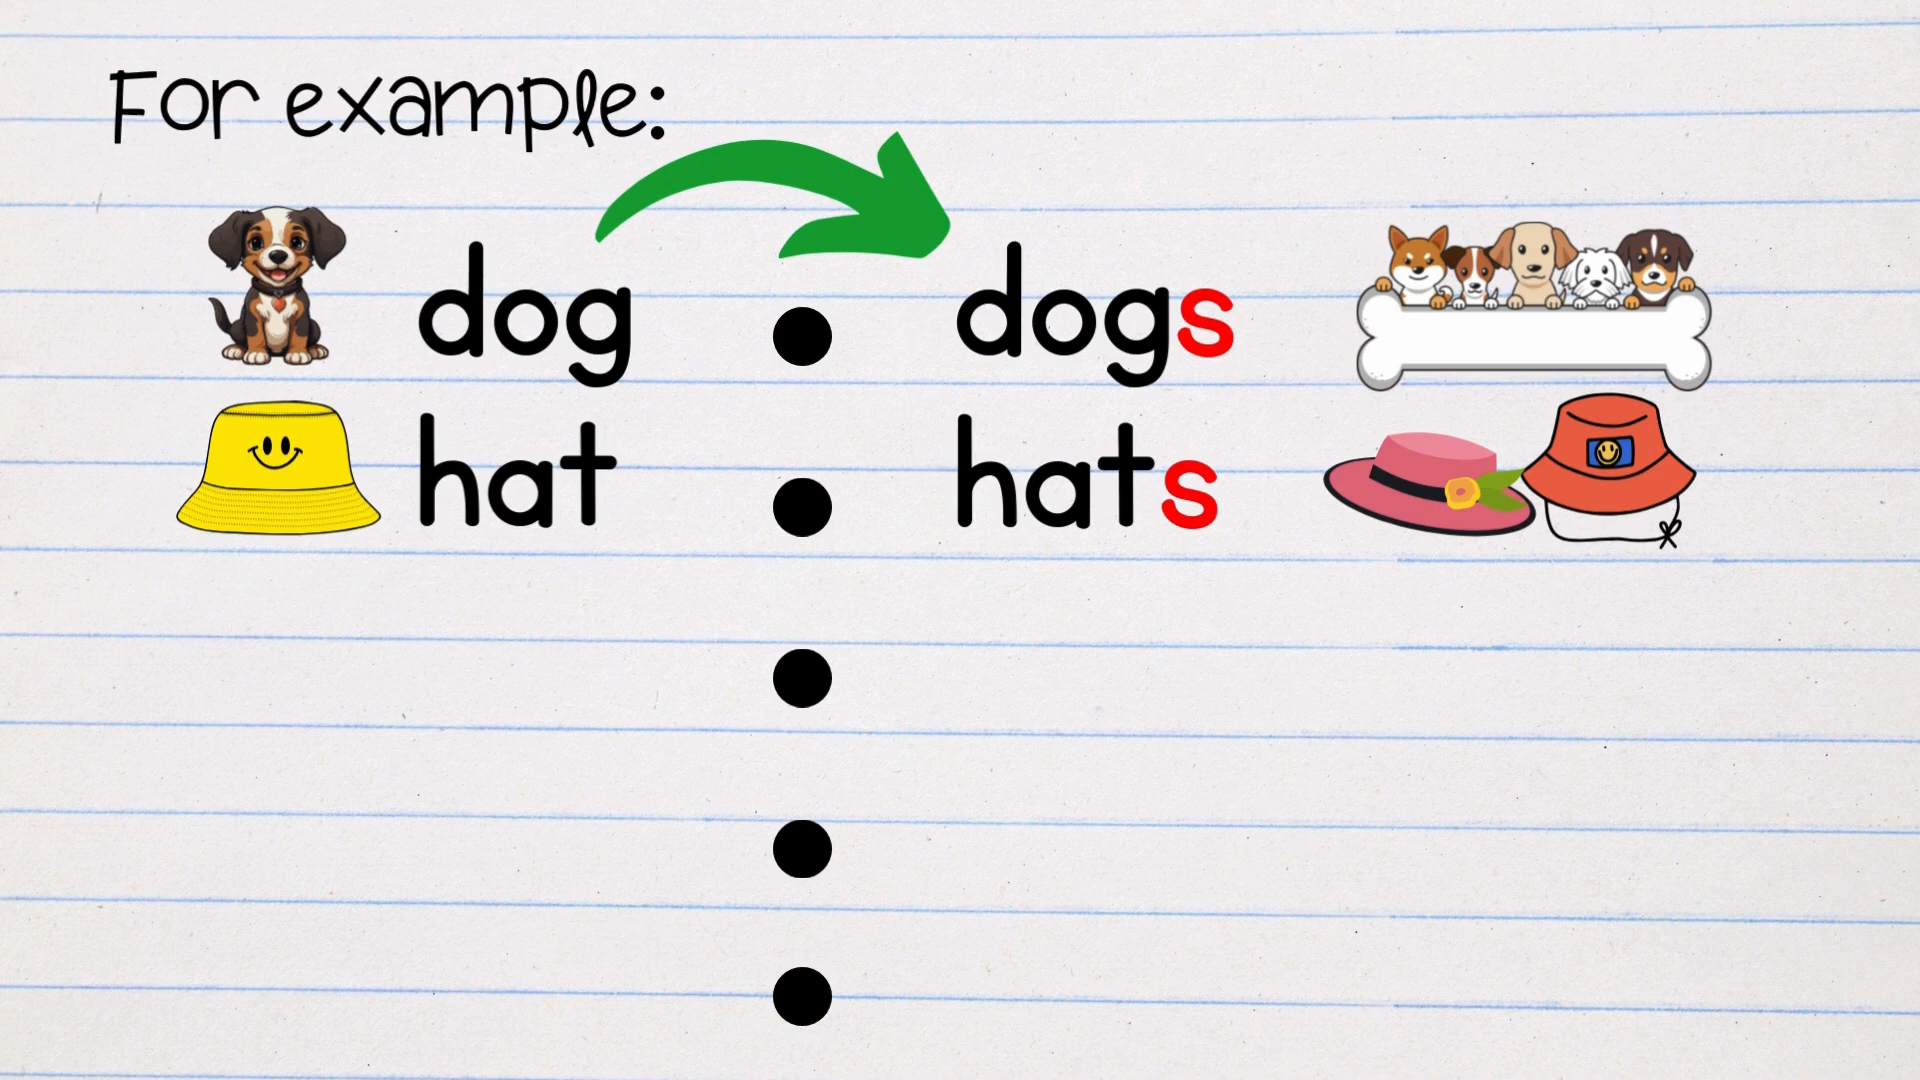 For example:
dog • dogs
hat • hats
•
•
•